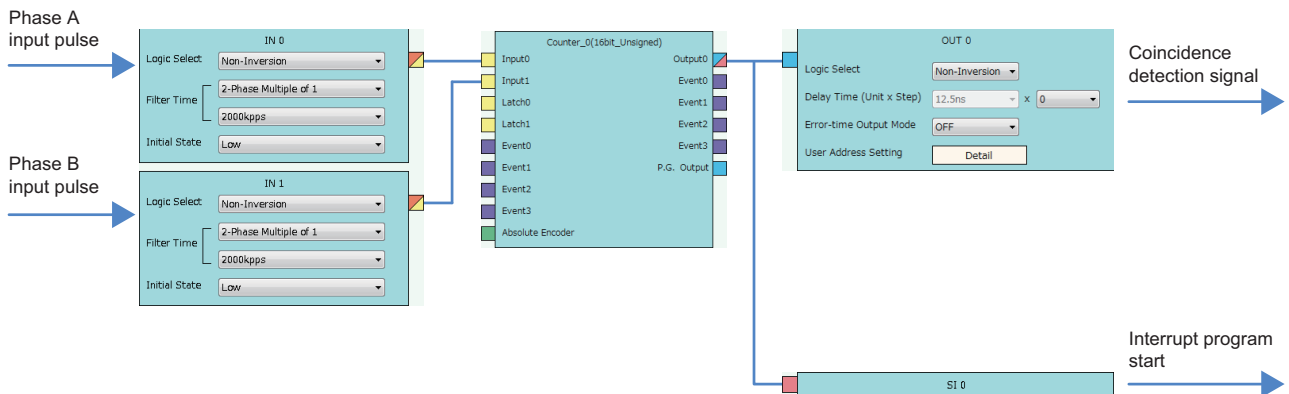 Phase A
input pulse
IN 0
Logic Select
Non-Inversion
Filter Time
2-Phase Multiple of 1
2000kpps
Initial State
Low
Phase B
input pulse
IN 1
Logic Select
Non-Inversion
Filter Time
2-Phase Multiple of 1
2000kpps
Initial State
Low
Counter_0(16bit_Unsigned)
Input0 Output0
Input1 Event0
Latch0 Event1
Latch1 Event2
Event0 Event3
Event1 P.G. Output
Event2
Event3
Absolute Encoder
OUT 0
Logic Select Non-Inversion
Delay Time (Unit x Step) 12.5ns x 0
Error-time Output Mode OFF
User Address Setting Detail
Coincidence
detection signal
Interrupt program
start
SI 0